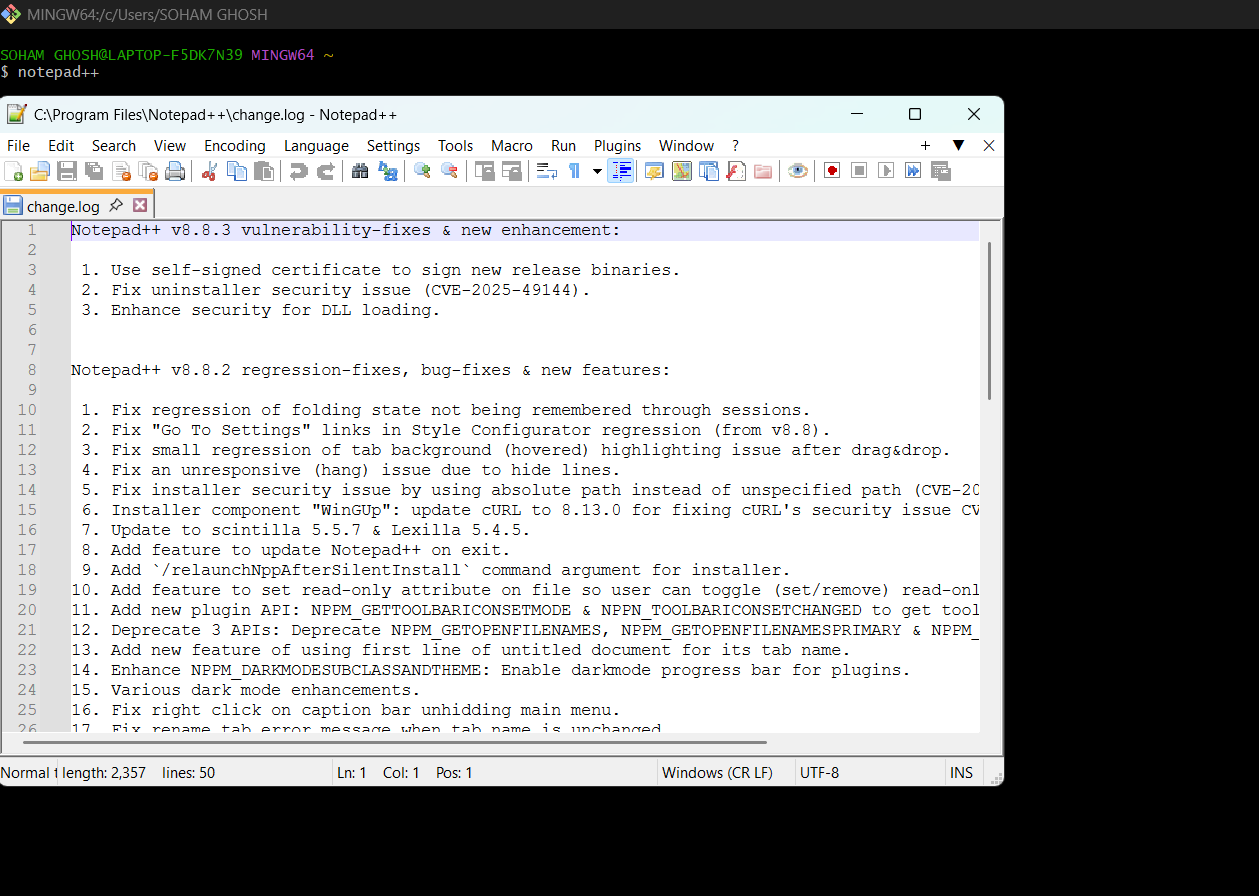 MINGW64:/c/Users/SOHAM GHOSH
SOHAM GHOSH@LAPTOP-F5DK7N39 MINGW64 ~
$ notepad++
C:\Program Files\Notepad++\change.log - Notepad++
File Edit Search View Encoding Language Settings Tools Macro Run Plugins Window ? + ▼ X
change.log
1 Notepad++ v8.8.3 vulnerability-fixes & new enhancement:
2
3 1. Use self-signed certificate to sign new release binaries.
4 2. Fix uninstaller security issue (CVE-2025-49144).
5 3. Enhance security for DLL loading.
6
7
8 Notepad++ v8.8.2 regression-fixes, bug-fixes & new features:
9
10 1. Fix regression of folding state not being remembered through sessions.
11 2. Fix "Go To Settings" links in Style Configurator regression (from v8.8).
12 3. Fix small regression of tab background (hovered) highlighting issue after drag&drop.
13 4. Fix an unresponsive (hang) issue due to hide lines.
14 5. Fix installer security issue by using absolute path instead of unspecified path (CVE-20
15 6. Installer component "WinGUp": update cURL to 8.13.0 for fixing cURL's security issue CV
16 7. Update to scintilla 5.5.7 & Lexilla 5.4.5.
17 8. Add feature to update Notepad++ on exit.
18 9. Add `/relaunchNppAfterSilentInstall` command argument for installer.
19 10. Add feature to set read-only attribute on file so user can toggle (set/remove) read-onl
20 11. Add new plugin API: NPPM_GETTOOLBARICONSETMODE & NPPN_TOOLBARICONSETCHANGED to get tool
21 12. Deprecate 3 APIs: Deprecate NPPM_GETOPENFILENAMES, NPPM_GETOPENFILENAMESPRIMARY & NPPM_
22 13. Add new feature of using first line of untitled document for its tab name.
23 14. Enhance NPPM_DARKMODESUBCLASSANDTHEME: Enable darkmode progress bar for plugins.
24 15. Various dark mode enhancements.
25 16. Fix right click on caption bar unhidding main menu.
26 17. Fix rename tab error message when tab name is unchanged
Normal t length: 2,357 lines: 50 Ln: 1 Col: 1 Pos: 1 Windows (CR LF) UTF-8 INS